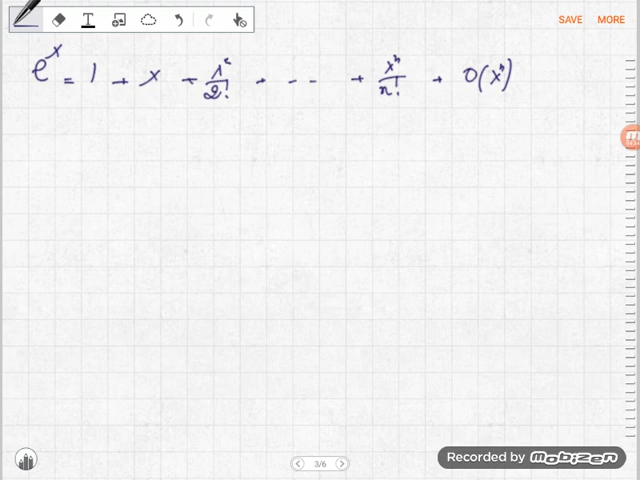 SAVE MORE
e^x = 1 + x + x²/2! + -- + x^n/n! + o(x^n)
3/6
Recorded by MOBIZEN